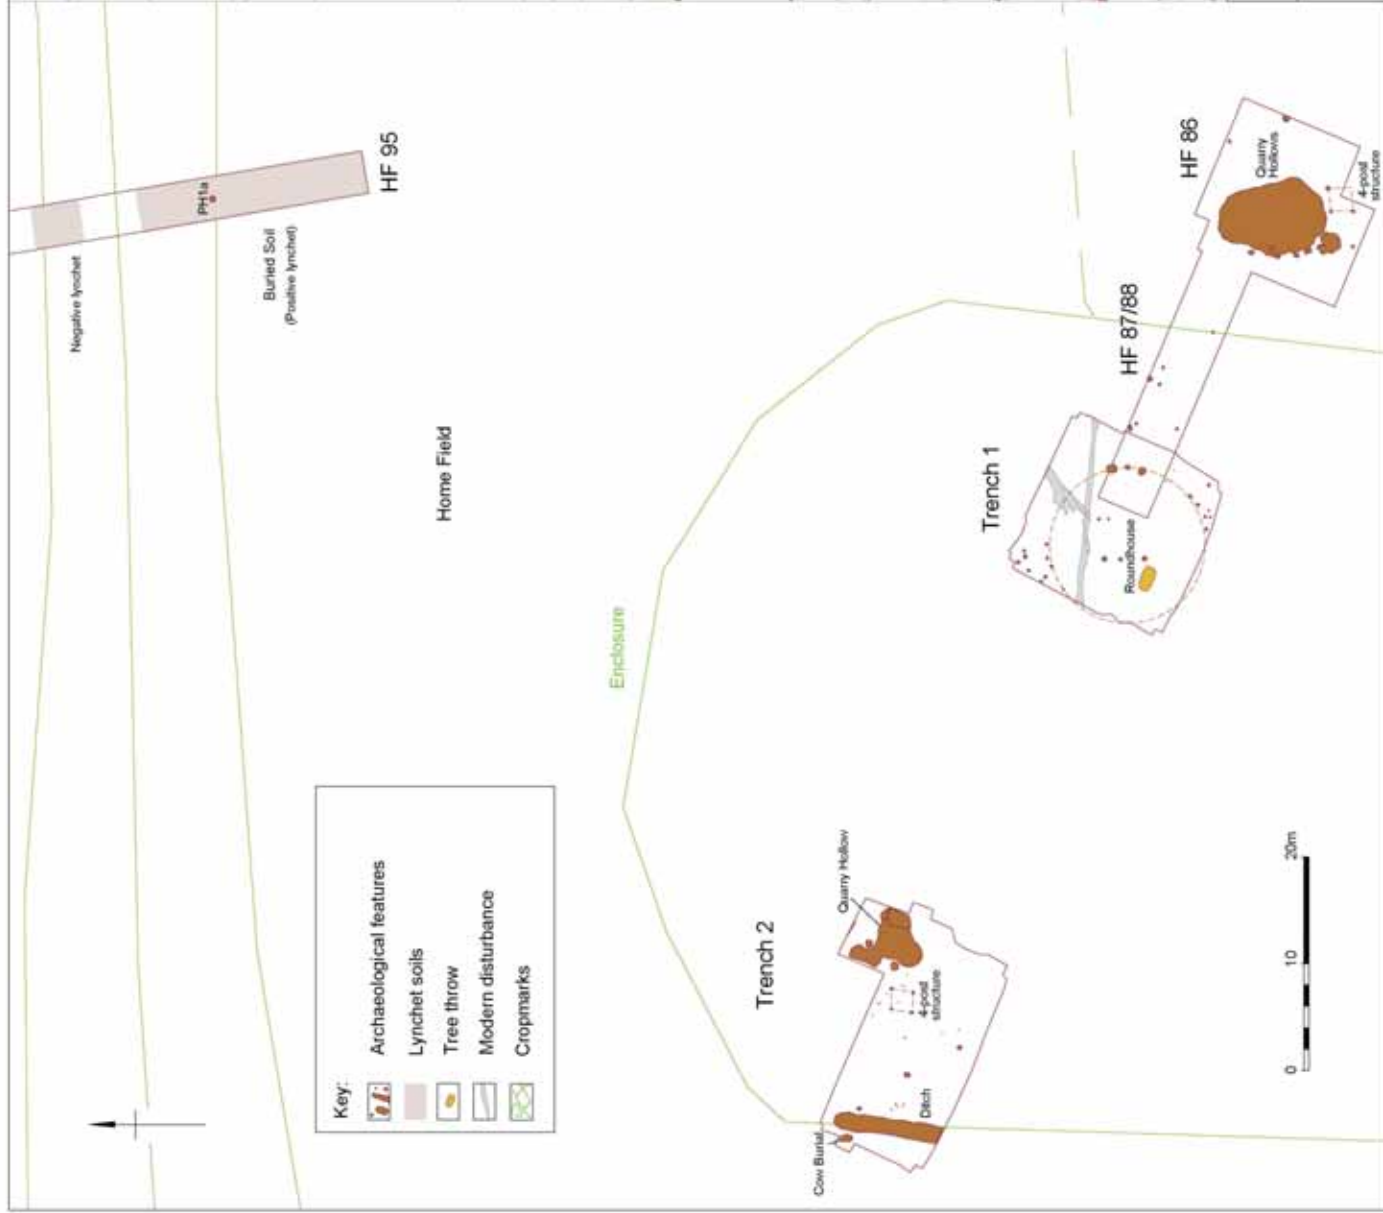 Negative lynchet
PH1a
Buried Soil
(Positive lynchet)
HF 95
Home Field
Enclosure
Key:
Archaeological features
Lynchet soils
Tree throw
Modern disturbance
Cropmarks
Trench 2
Quarry Hollow
4-post
structure
Ditch
Cow Burial
Trench 1
Roundhouse
HF 87/88
HF 86
Quarry
Hollows
4-post
structure
0
10
20m